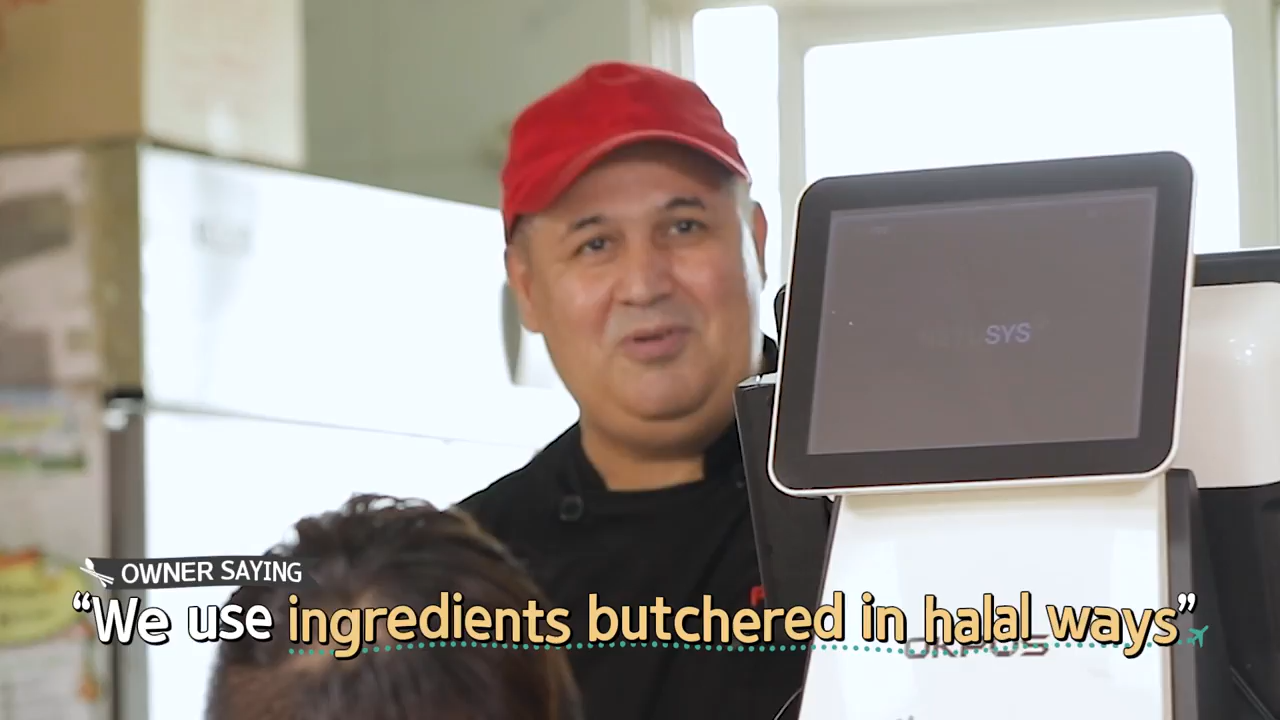 SYS
OWNER SAYING
“We use ingredients butchered in halal ways”